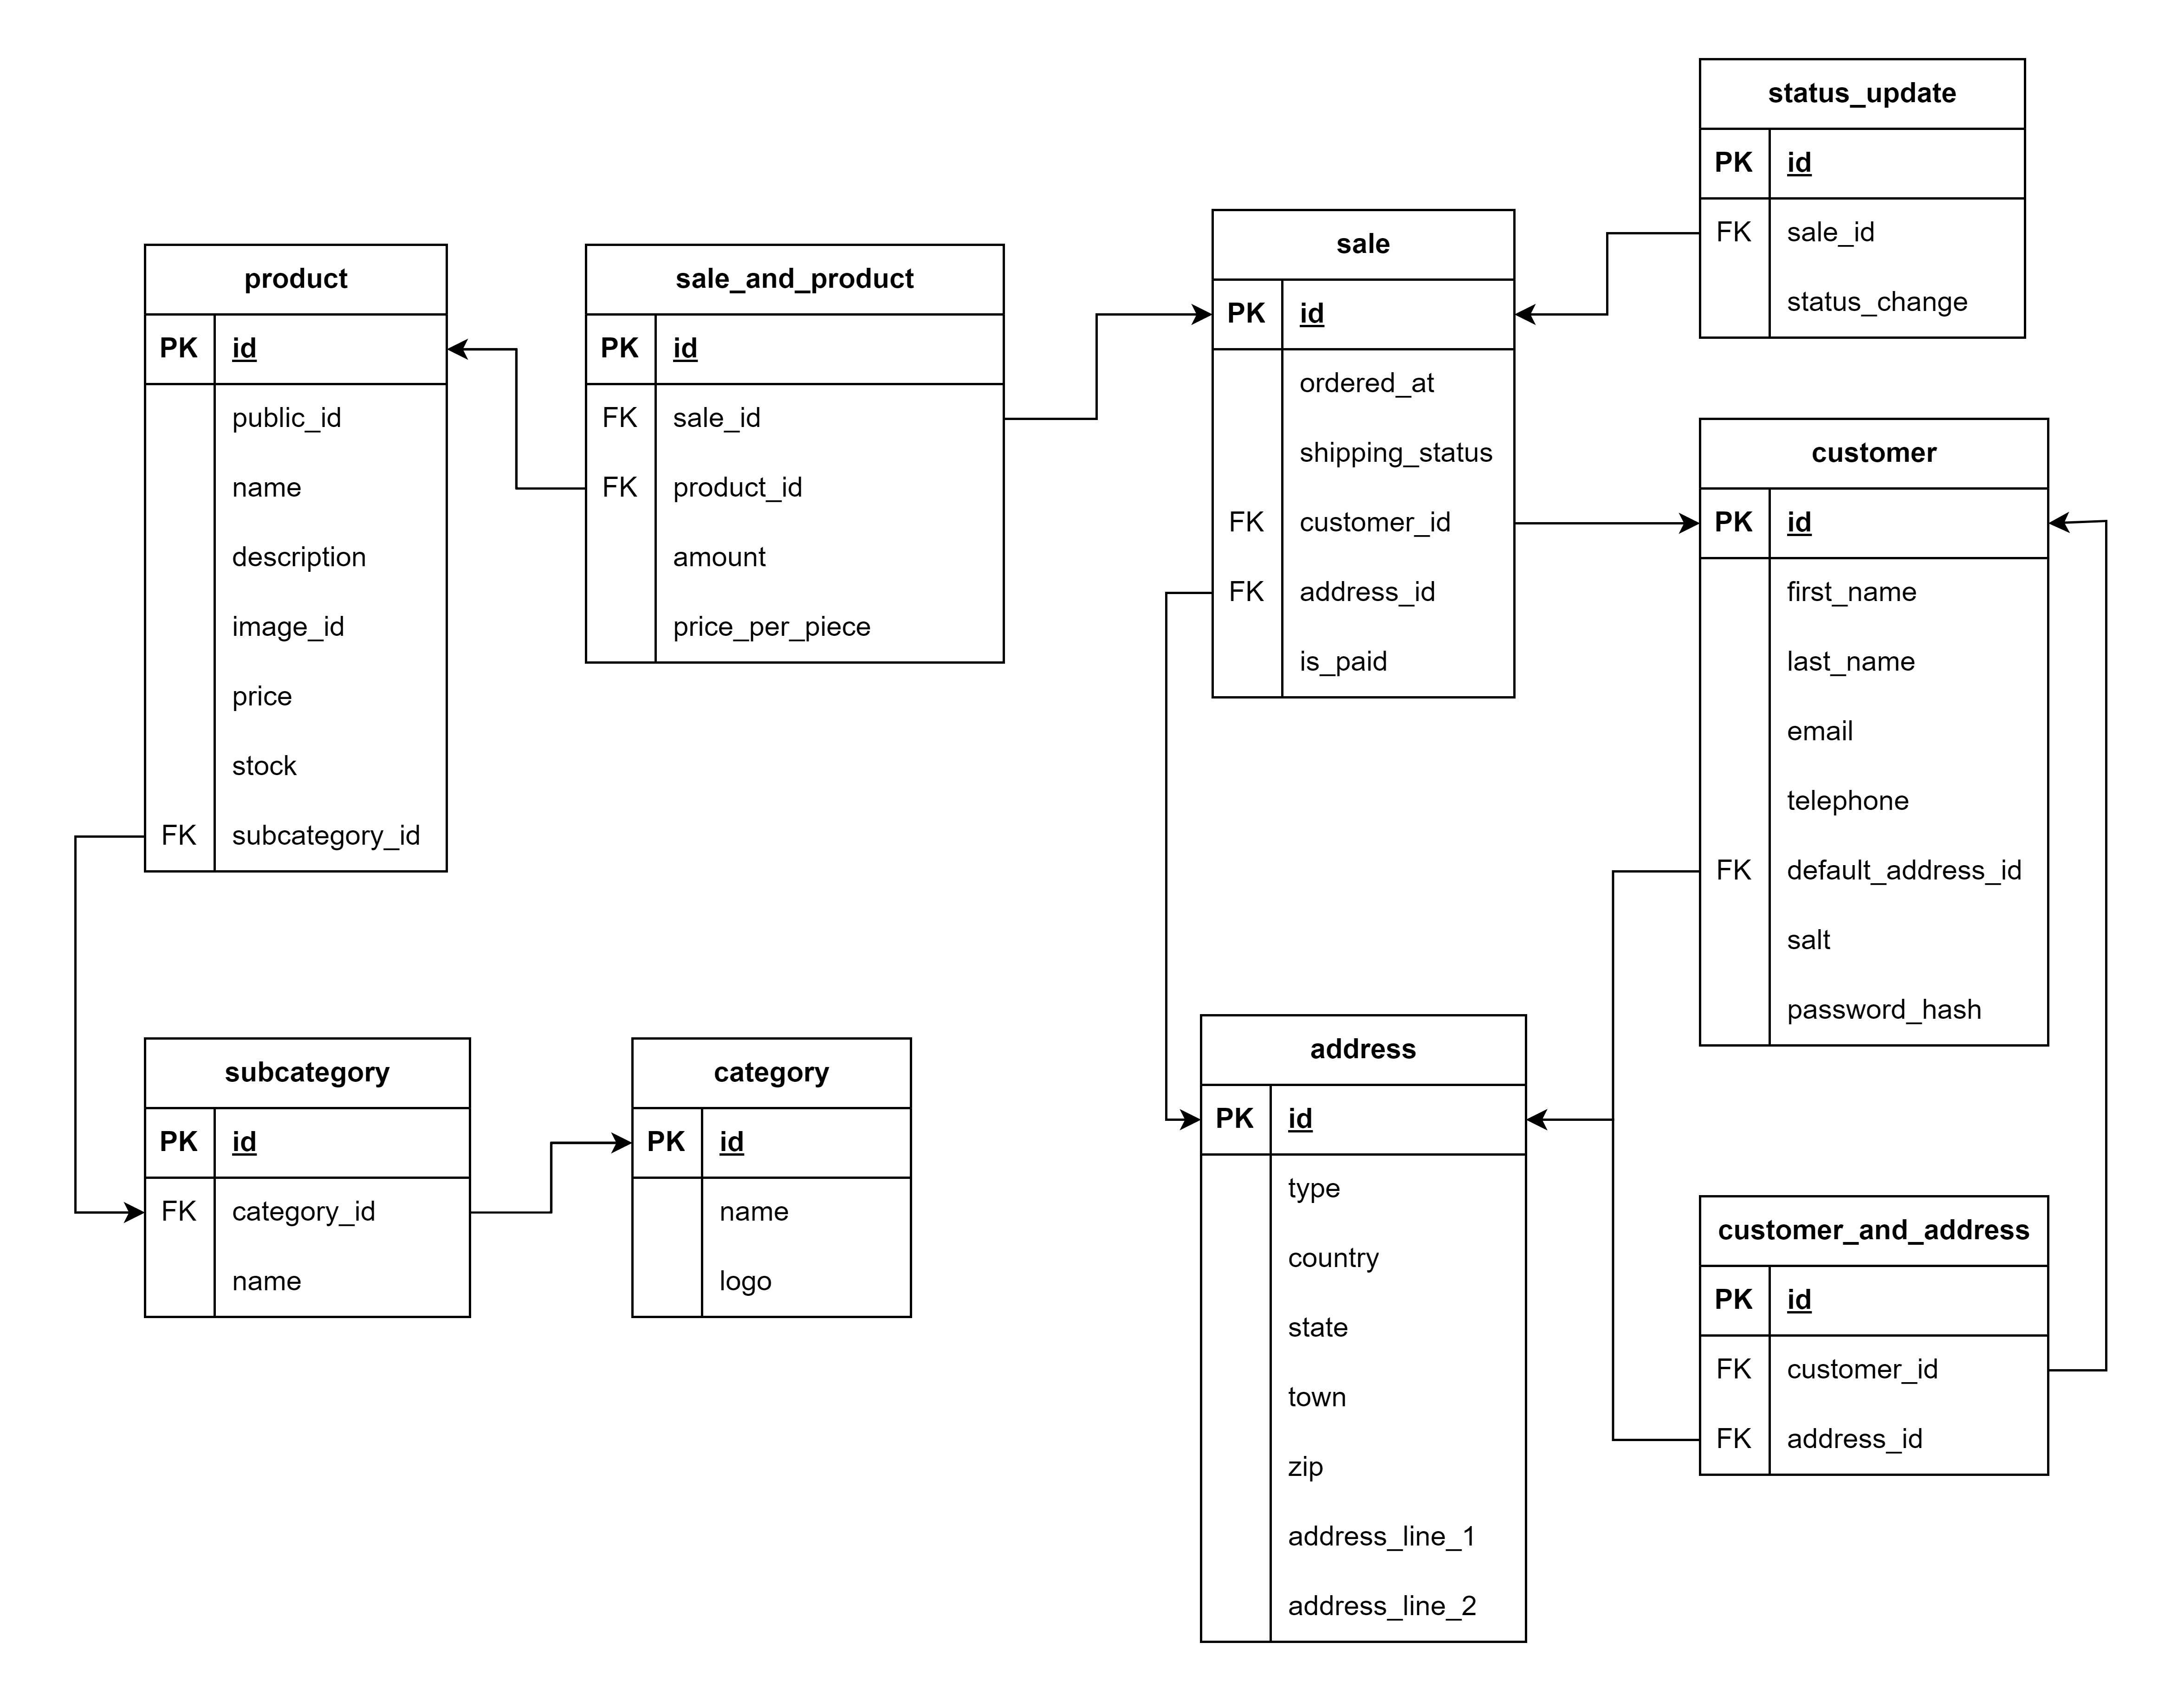 status_update
PK id
FK sale_id
status_change
sale
PK id
ordered_at
shipping_status
FK customer_id
FK address_id
is_paid
product
PK id
public_id
name
description
image_id
price
stock
FK subcategory_id
sale_and_product
PK id
FK sale_id
FK product_id
amount
price_per_piece
customer
PK id
first_name
last_name
email
telephone
FK default_address_id
salt
password_hash
subcategory
PK id
FK category_id
name
category
PK id
name
logo
address
PK id
type
country
state
town
zip
address_line_1
address_line_2
customer_and_address
PK id
FK customer_id
FK address_id